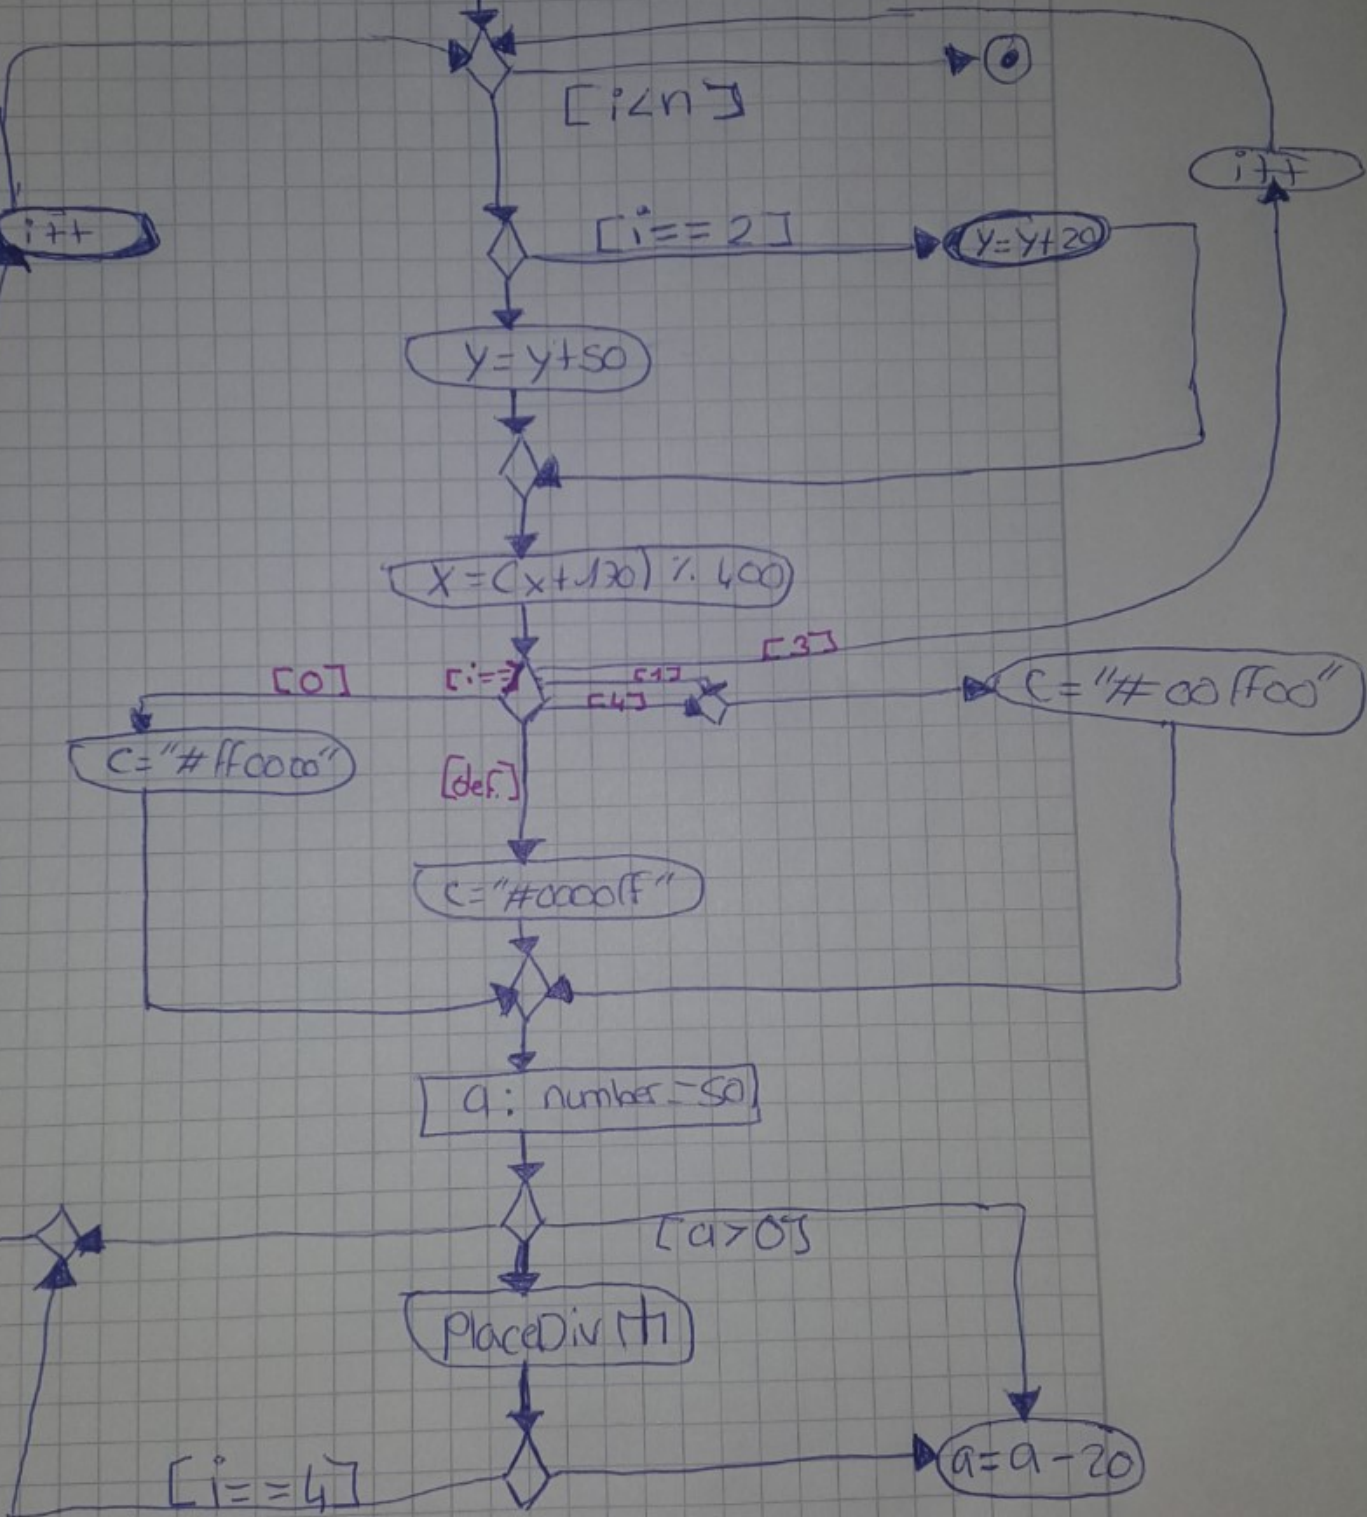 [i<n]
i++
i++
[i==2]
y=y+20
y=y+50
x=(x+130) % 400
[3]
[0]
[i==]
[1]
[4]
c="#00ff00"
c="#ff0000"
[def.]
c="#0000ff"
a: number=50
[a>0]
PlaceDiv
[i==4]
a=a-20